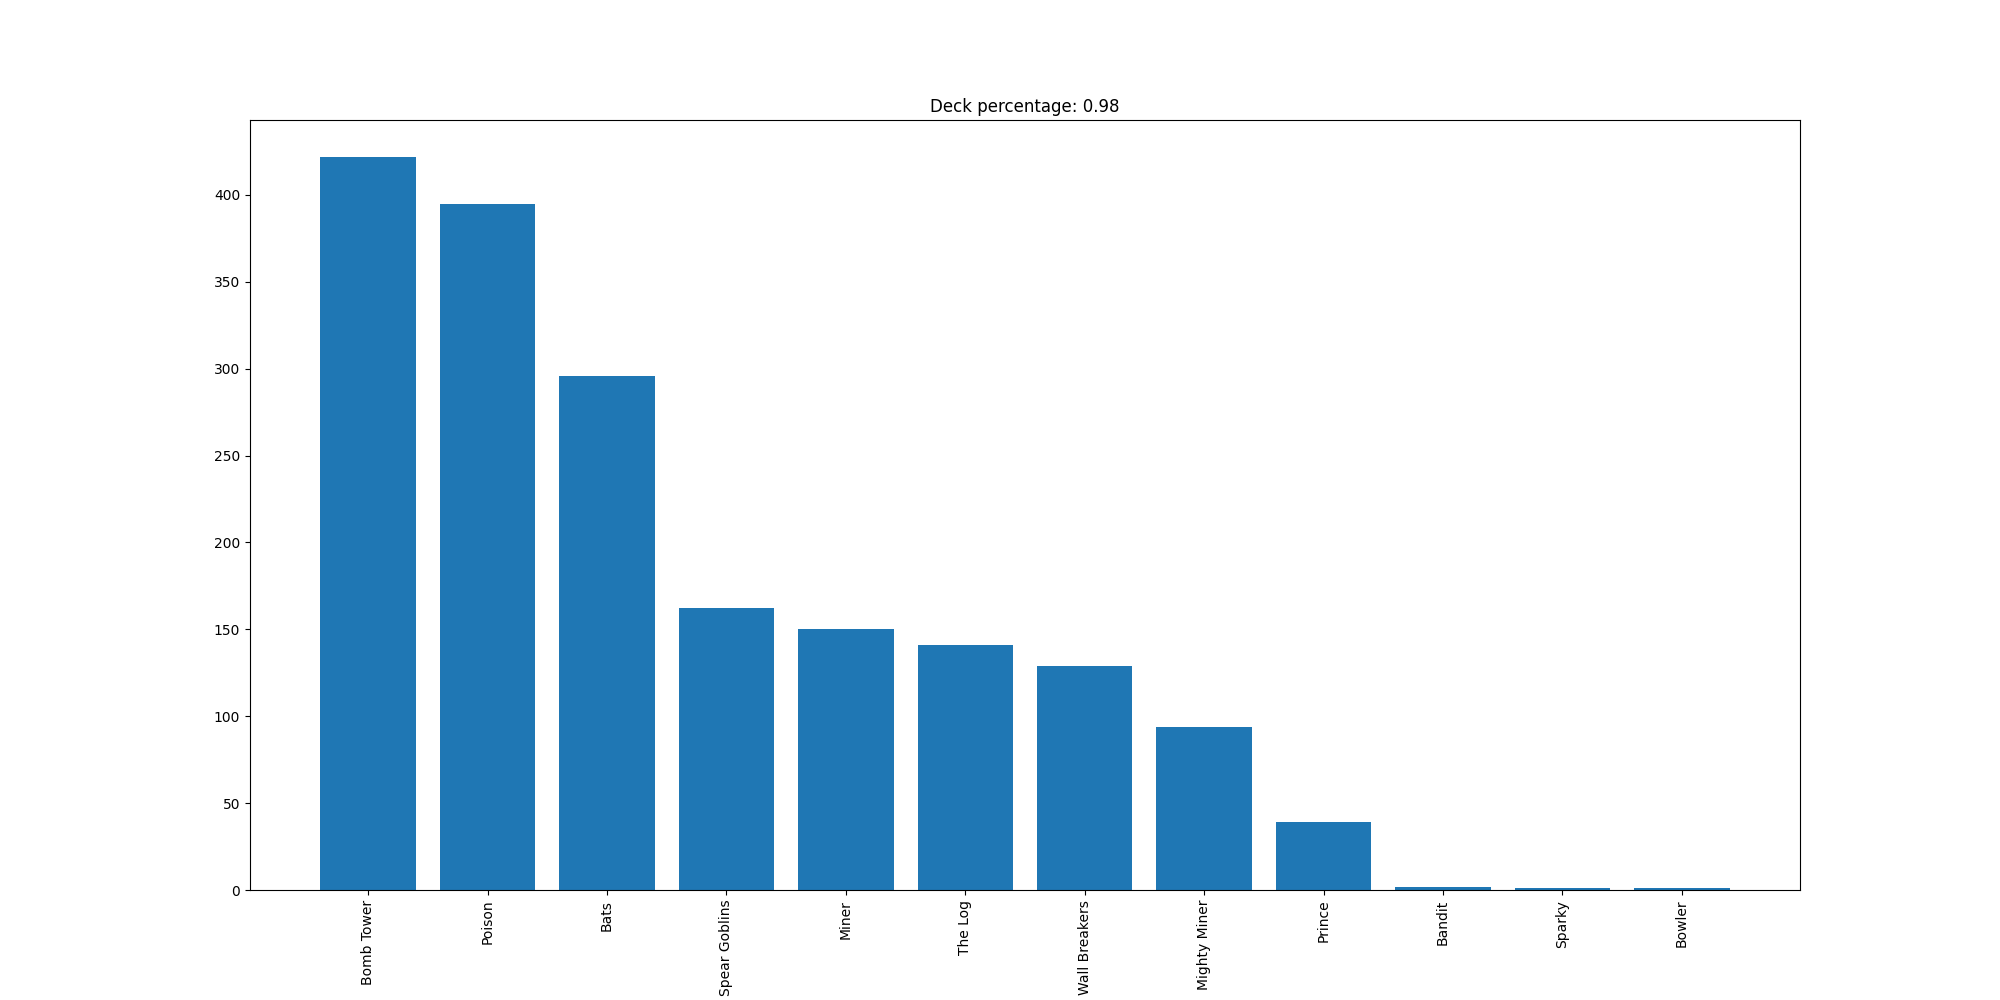 Deck percentage: 0.98
400
350
300
250
200
150
100
50
0
Bomb Tower
Poison
Bats
Spear Goblins
Miner
The Log
Wall Breakers
Mighty Miner
Prince
Bandit
Sparky
Bowler